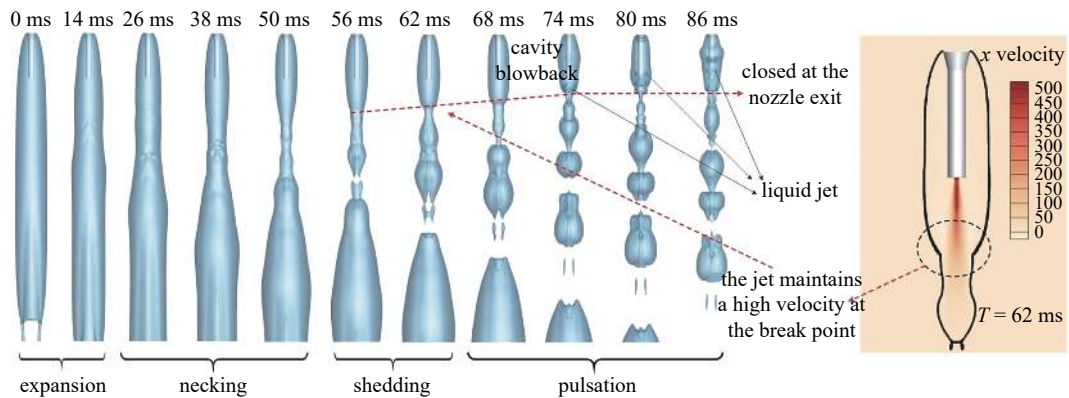 0 ms 14 ms 26 ms 38 ms 50 ms 56 ms 62 ms 68 ms 74 ms 80 ms 86 ms
cavity
blowback
closed at the
nozzle exit
liquid jet
the jet maintains
a high velocity at
the break point
x velocity
500
450
400
350
300
250
200
150
100
50
0
T = 62 ms
expansion
necking
shedding
pulsation